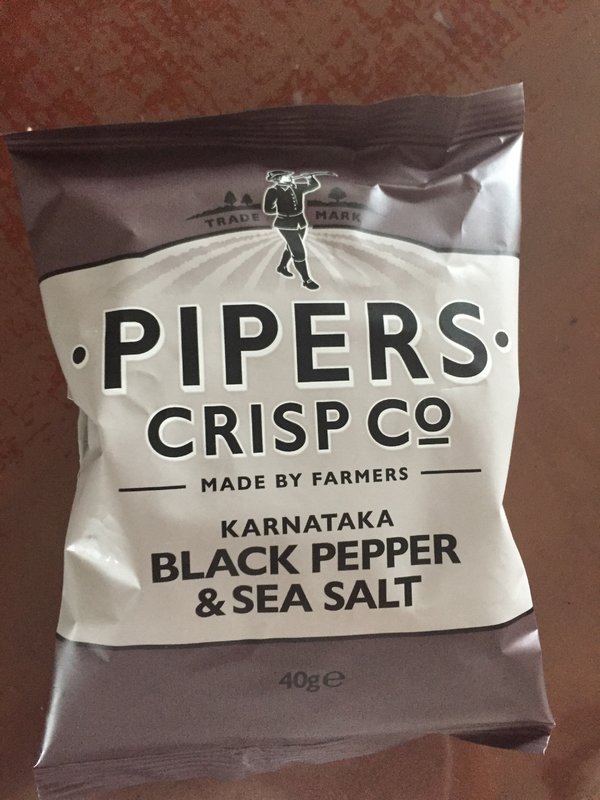 TRADE MARK
•PIPERS•
CRISP Co
MADE BY FARMERS
KARNATAKA
BLACK PEPPER
& SEA SALT
40g℮